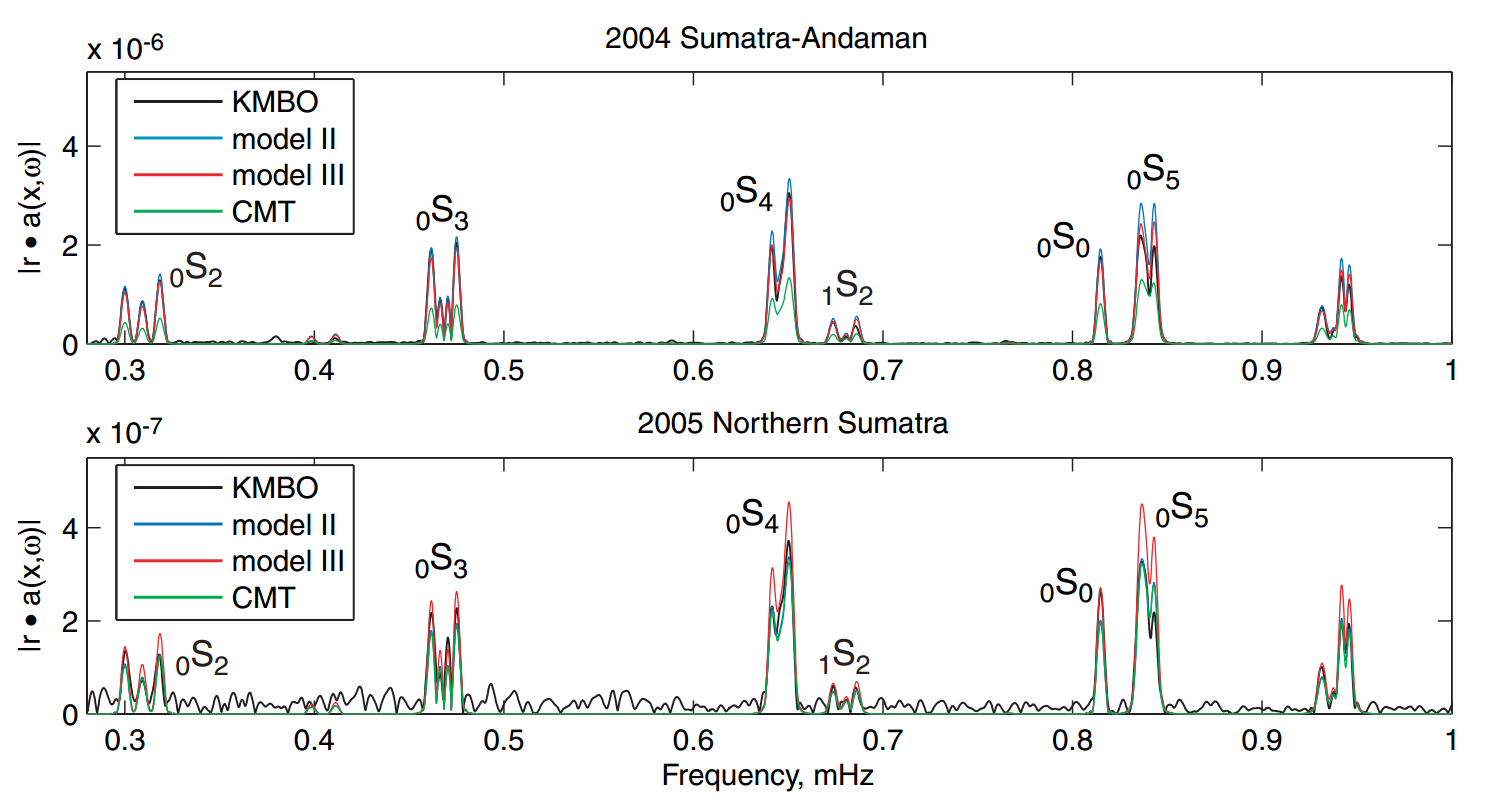 2004 Sumatra-Andaman
x 10-6
|r • a(x,ω)|
4
2
0
KMBO
model II
model III
CMT
0S2
0S3
0S4
1S2
0S0
0S5
0.3 0.4 0.5 0.6 0.7 0.8 0.9 1
2005 Northern Sumatra
x 10-7
|r • a(x,ω)|
4
2
0
KMBO
model II
model III
CMT
0S2
0S3
0S4
1S2
0S0
0S5
0.3 0.4 0.5 0.6 0.7 0.8 0.9 1
Frequency, mHz